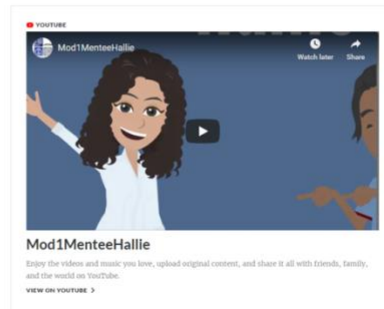 YOUTUBE
Mod1MenteeHallie
Watch later
Share
Mod1MenteeHallie
Enjoy the videos and music you love, upload original content, and share it all with friends, family,
and the world on YouTube.
VIEW ON YOUTUBE >